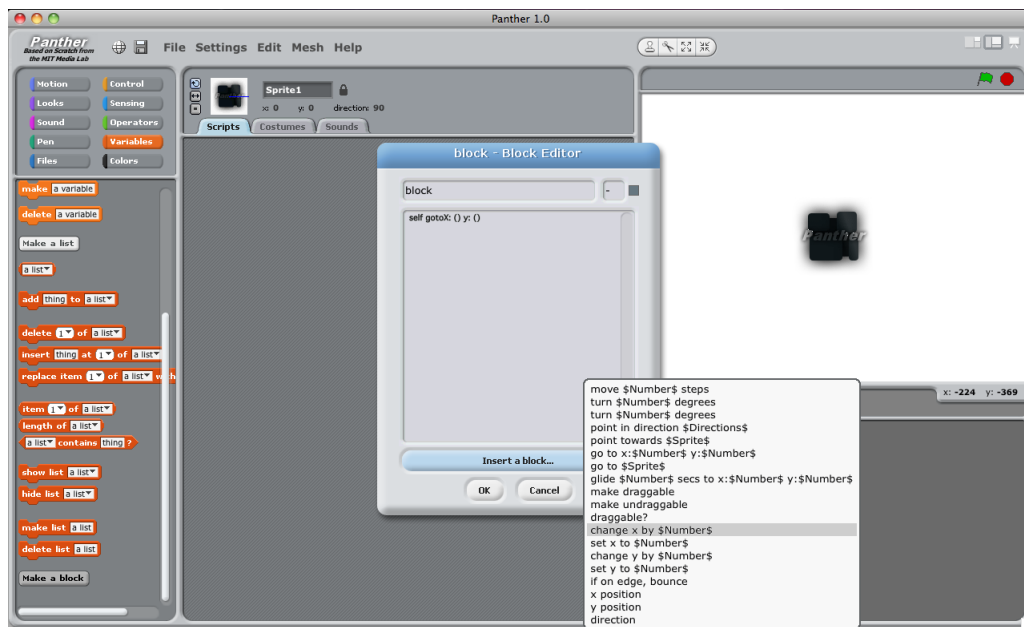 Panther 1.0
Panther
Based on Scratch from
the MIT Media Lab
File Settings Edit Mesh Help
Motion Control
Looks Sensing
Sound Operators
Pen Variables
Files Colors
Sprite1
x: 0 y: 0 direction: 90
Scripts Costumes Sounds
make a variable
delete a variable
Make a list
a list
add thing to a list
delete 1 of a list
insert thing at 1 of a list
replace item 1 of a list with
item 1 of a list
length of a list
a list contains thing ?
show list a list
hide list a list
make list a list
delete list a list
Make a block
block - Block Editor
block -
self gotoX: () y: ()
Insert a block...
OK Cancel
move $Number$ steps
turn $Number$ degrees
turn $Number$ degrees
point in direction $Directions$
point towards $Sprite$
go to x:$Number$ y:$Number$
go to $Sprite$
glide $Number$ secs to x:$Number$ y:$Number$
make draggable
make undraggable
draggable?
change x by $Number$
set x to $Number$
change y by $Number$
set y to $Number$
if on edge, bounce
x position
y position
direction
Panther
x: -224 y: -369